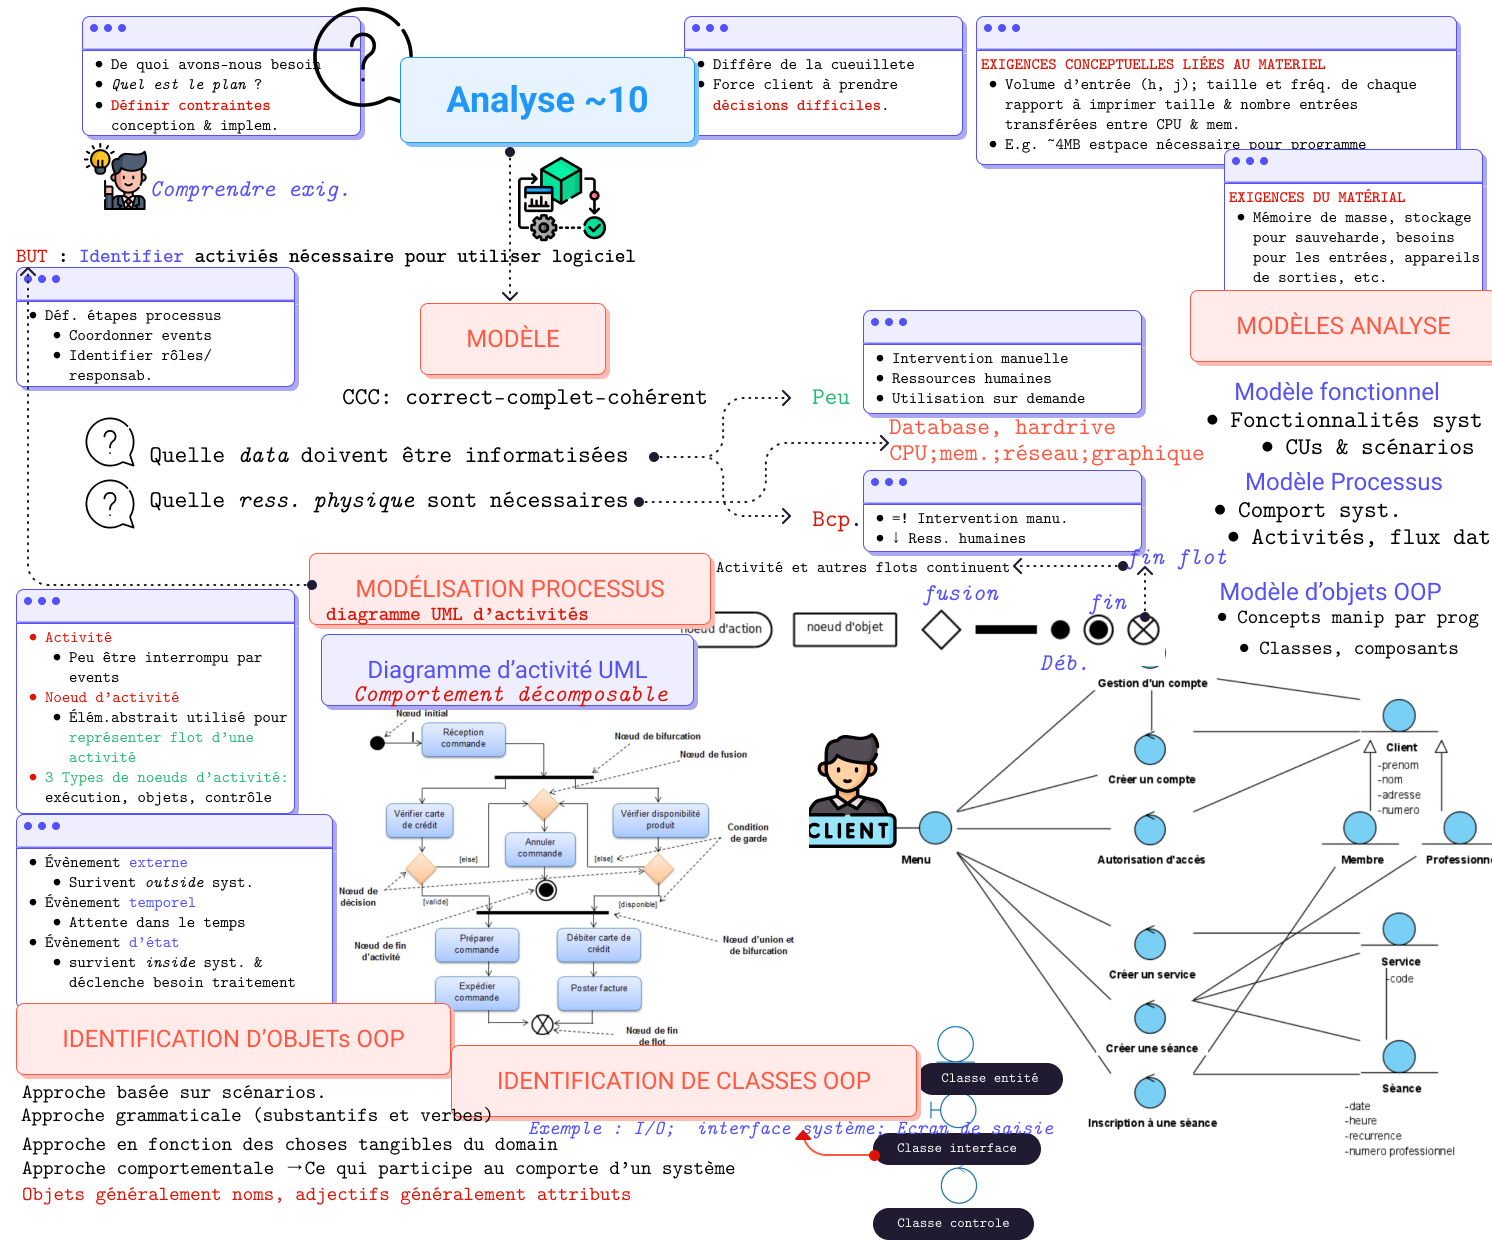 De quoi avons-nous besoin
Quel est le plan ?
Définir contraintes
conception & implem.
Analyse ~10
Diffère de la cueuillete
Force client à prendre
décisions difficiles.
EXIGENCES CONCEPTUELLES LIÉES AU MATERIEL
Volume d'entrée (h, j); taille et fréq. de chaque
rapport à imprimer taille & nombre entrées
transférées entre CPU & mem.
E.g. ~4MB estpace nécessaire pour programme
Comprendre exig.
EXIGENCES DU MATÉRIAL
Mémoire de masse, stockage
pour sauveharde, besoins
pour les entrées, appareils
de sorties, etc.
BUT : Identifier activiés nécessaire pour utiliser logiciel
Déf. étapes processus
Coordonner events
Identifier rôles/
responsab.
MODÈLE
CCC: correct-complet-cohérent
Quelle data doivent être informatisées
Quelle ress. physique sont nécessaires
Peu
Intervention manuelle
Ressources humaines
Utilisation sur demande
Database, hardrive
CPU;mem.;réseau;graphique
Bcp.
=! Intervention manu.
↓ Ress. humaines
MODÈLES ANALYSE
Modèle fonctionnel
Fonctionnalités syst
CUs & scénarios
Modèle Processus
Comport syst.
Activités, flux dat
Modèle d'objets OOP
Concepts manip par prog
Classes, composants
MODÉLISATION PROCESSUS
diagramme UML d'activités
Activité et autres flots continuent
fin flot
fusion
fin
Déb.
noeud d'action
noeud d'objet
Diagramme d'activité UML
Comportement décomposable
Activité
Peu être interrompu par
events
Noeud d'activité
Élém.abstrait utilisé pour
représenter flot d'une
activité
3 Types de noeuds d'activité:
exécution, objets, contrôle
Évènement externe
Surivent outside syst.
Évènement temporel
Attente dans le temps
Évènement d'état
survient inside syst. &
déclenche besoin traitement
Nœud initial
Réception
commande
Nœud de bifurcation
Nœud de fusion
Vérifier carte
de crédit
Vérifier disponibilité
produit
Annuler
commande
Condition
de garde
[else]
[else]
Nœud de
décision
[valide]
[disponible]
Préparer
commande
Débiter carte de
crédit
Nœud de fin
d'activité
Nœud d'union et
de bifurcation
Expédier
commande
Poster facture
Nœud de fin
de flot
Gestion d'un compte
Créer un compte
Client
-prenom
-nom
-adresse
-numero
CLIENT
Menu
Autorisation d'accès
Membre
Professionne
Créer un service
Service
-code
Créer une séance
Séance
Inscription à une séance
-date
-heure
-recurrence
-numero professionnel
IDENTIFICATION D'OBJETs OOP
Approche basée sur scénarios.
Approche grammaticale (substantifs et verbes)
Approche en fonction des choses tangibles du domain
Approche comportementale →Ce qui participe au comporte d'un système
Objets généralement noms, adjectifs généralement attributs
IDENTIFICATION DE CLASSES OOP
Exemple : I/O; interface système; Ecran de saisie
Classe entité
Classe interface
Classe controle